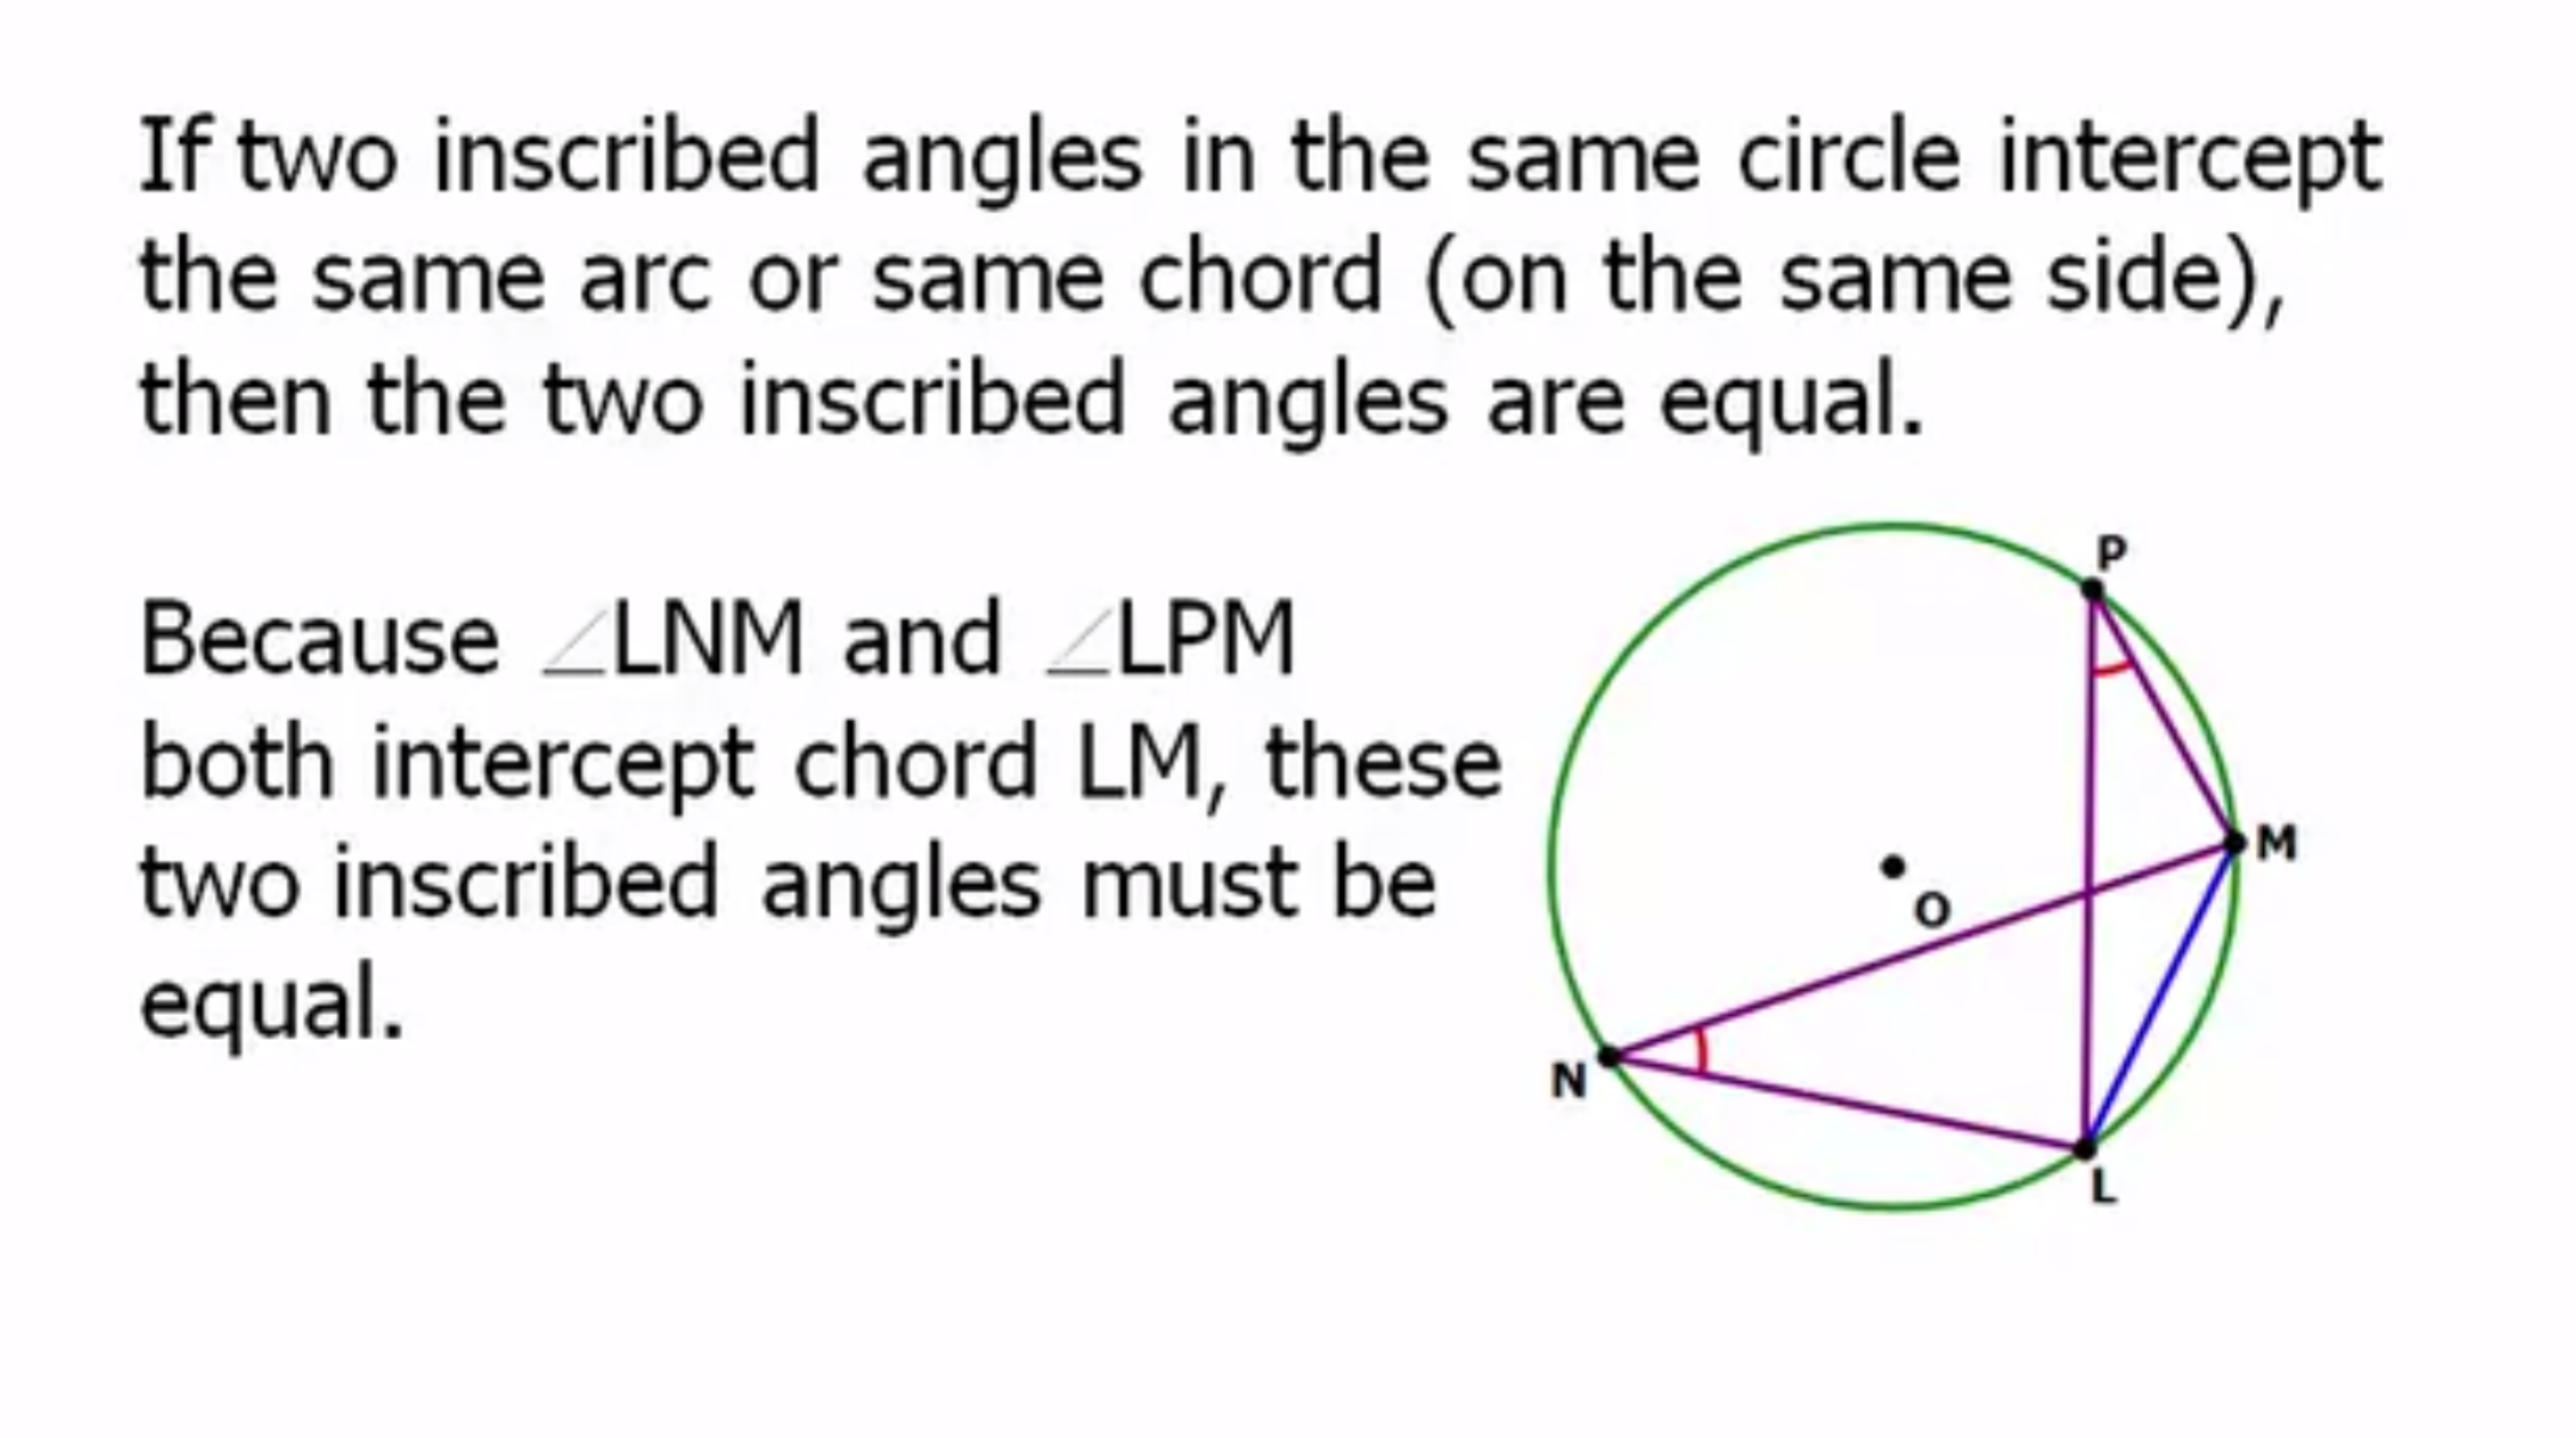 If two inscribed angles in the same circle intercept
the same arc or same chord (on the same side),
then the two inscribed angles are equal.
Because ∠LNM and ∠LPM
both intercept chord LM, these
two inscribed angles must be
equal.
P
M
O
N
L